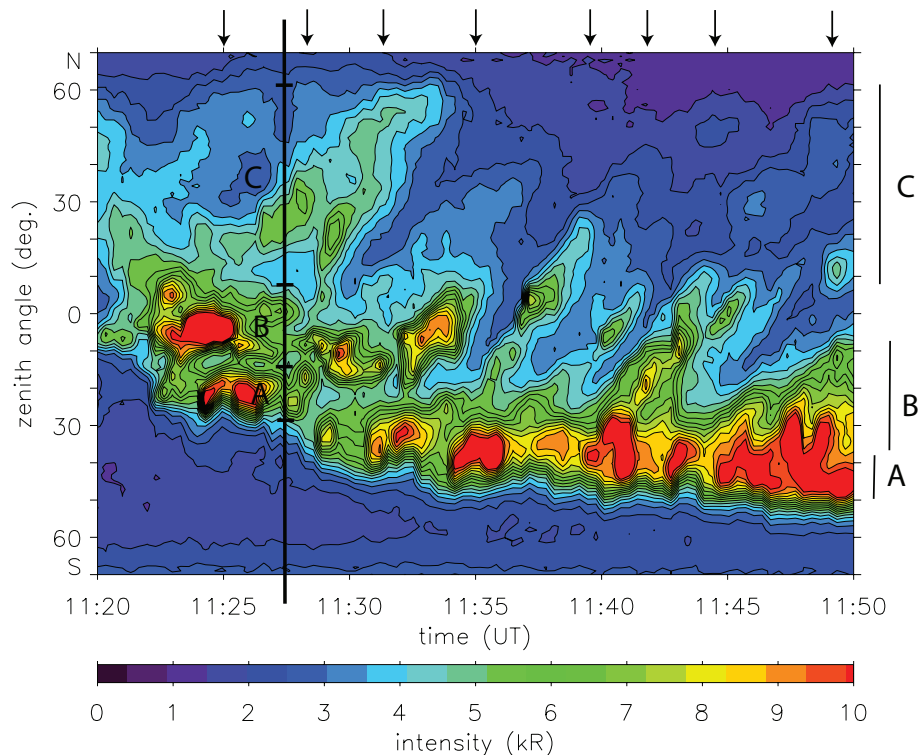 N
60
30
0
30
60
S
zenith angle (deg.)
C
B
A
C
B
A
11:20 11:25 11:30 11:35 11:40 11:45 11:50
time (UT)
0 1 2 3 4 5 6 7 8 9 10
intensity (kR)